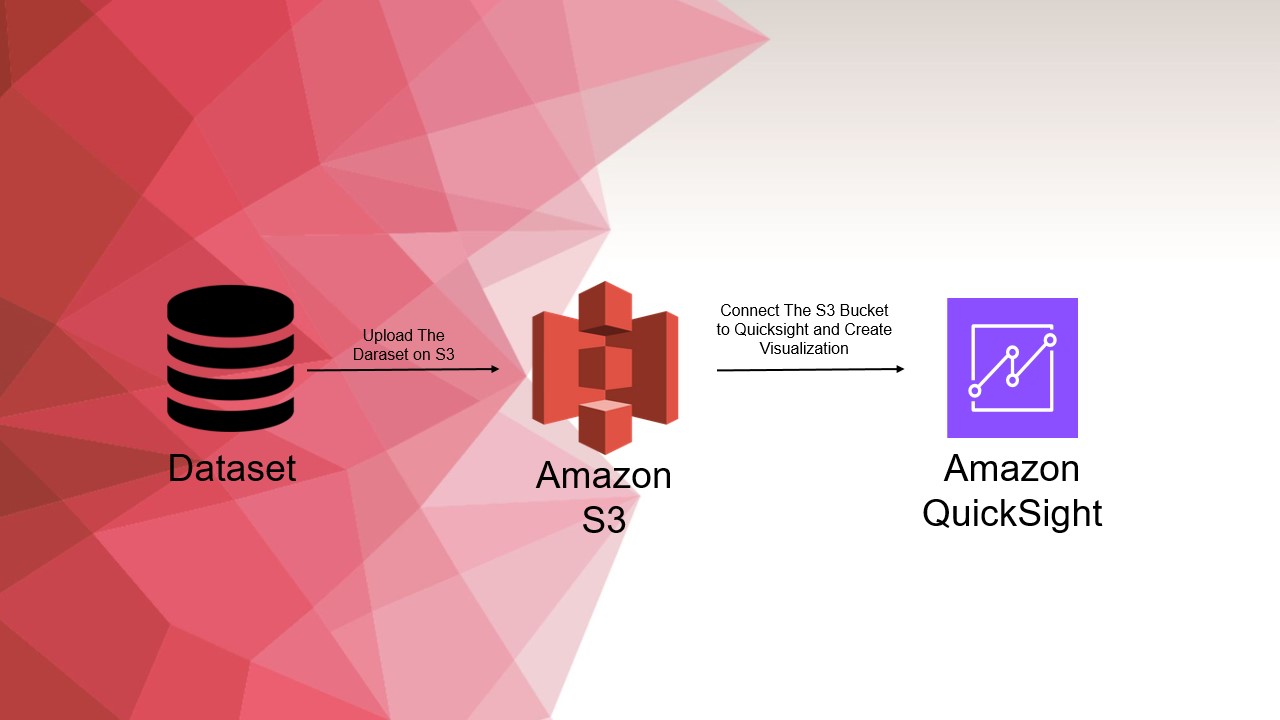 Upload The
Daraset on S3
Connect The S3 Bucket
to Quicksight and Create
Visualization
Dataset
Amazon
S3
Amazon
QuickSight